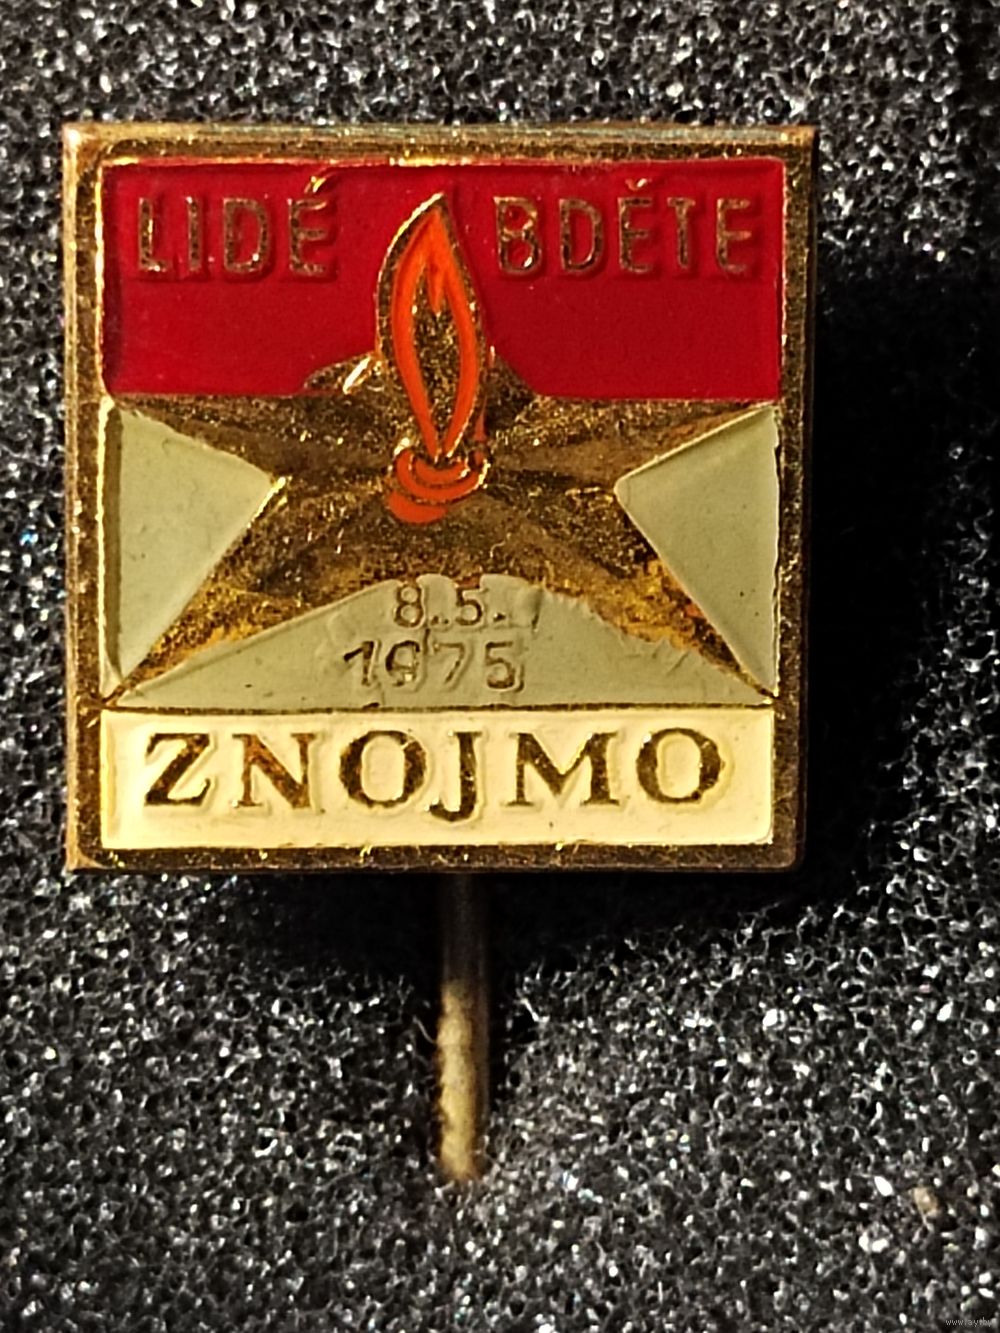 LIDÉ BDĚTE
8.5.
1975
ZNOJMO